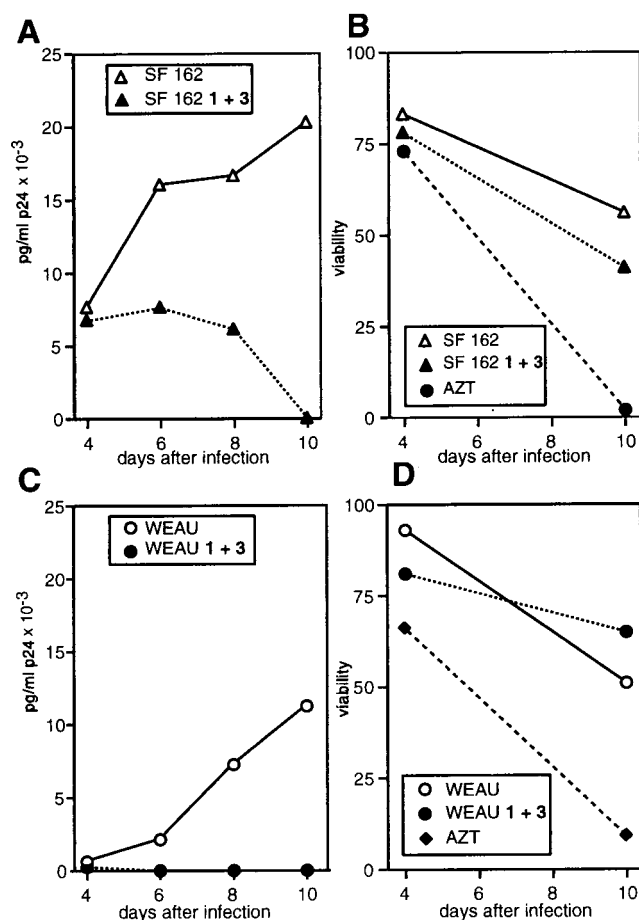 A
25
20
15
10
5
0
pg/ml p24 x 10⁻³
SF 162
SF 162 1 + 3
4 6 8 10
days after infection
B
100
75
50
25
0
viability
SF 162
SF 162 1 + 3
AZT
4 6 8 10
days after infection
C
25
20
15
10
5
0
pg/ml p24 x 10⁻³
WEAU
WEAU 1 + 3
4 6 8 10
days after infection
D
100
75
50
25
0
viability
WEAU
WEAU 1 + 3
AZT
4 6 8 10
days after infection